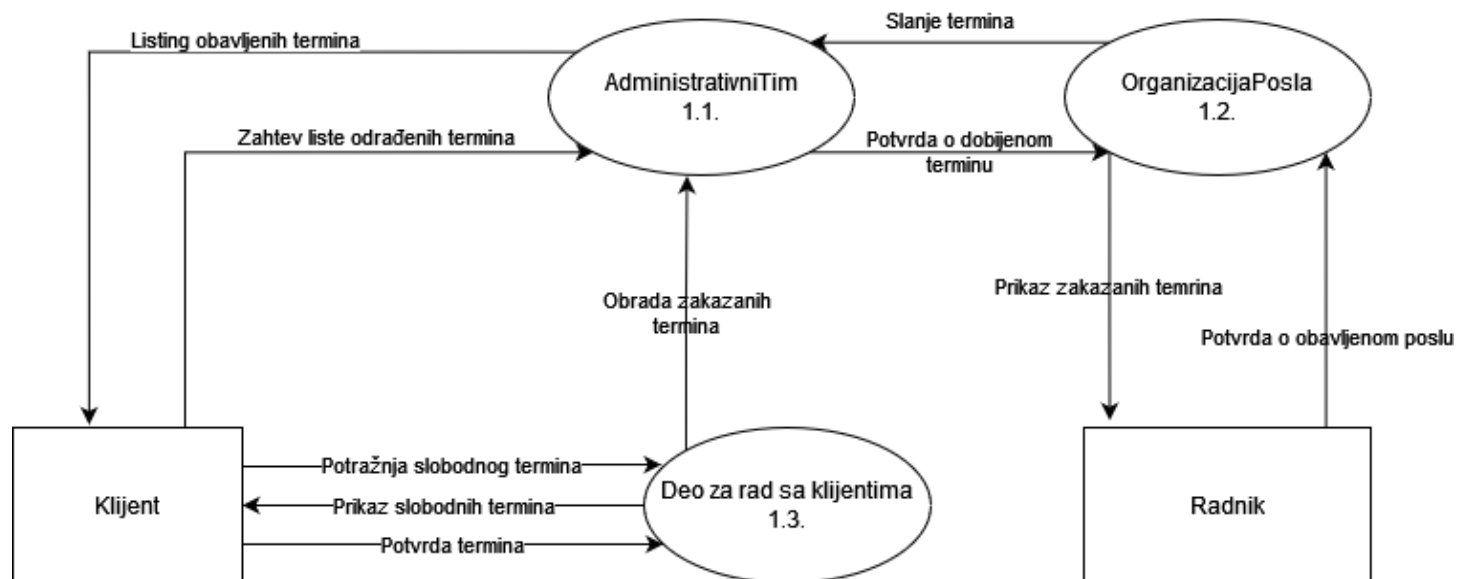 Slanje termina
Listing obavljenih termina
AdministrativniTim
1.1.
OrganizacijaPosla
1.2.
Zahtev liste odrađenih termina
Potvrda o dobijenom
terminu
Obrada zakazanih
termina
Prikaz zakazanih temrina
Potvrda o obavljenom poslu
Potražnja slobodnog termina
Klijent
Prikaz slobodnih termina
Deo za rad sa klijentima
1.3.
Radnik
Potvrda termina